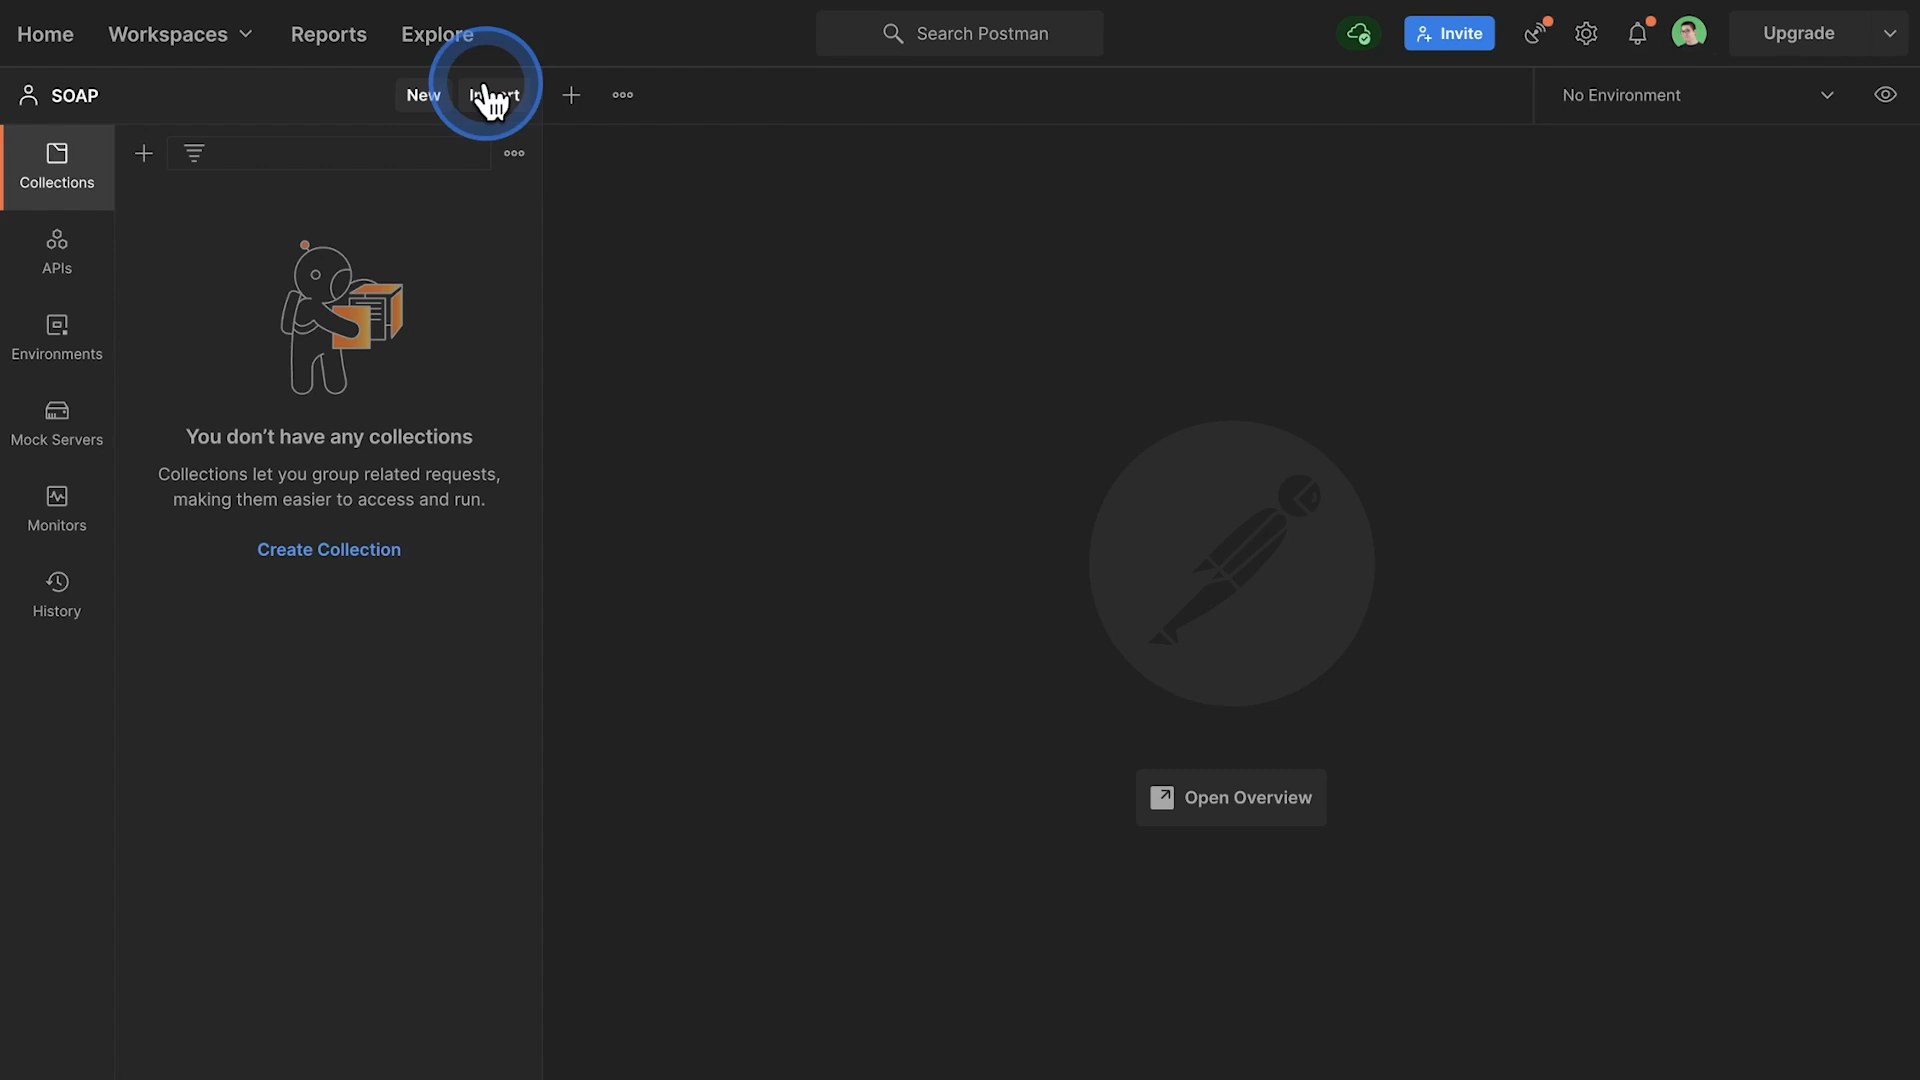 Home
Workspaces
Reports
Explore
Search Postman
Invite
Upgrade
SOAP
New
No Environment
Collections
APIs
Environments
Mock Servers
Monitors
History
You don't have any collections
Collections let you group related requests,
making them easier to access and run.
Create Collection
Open Overview